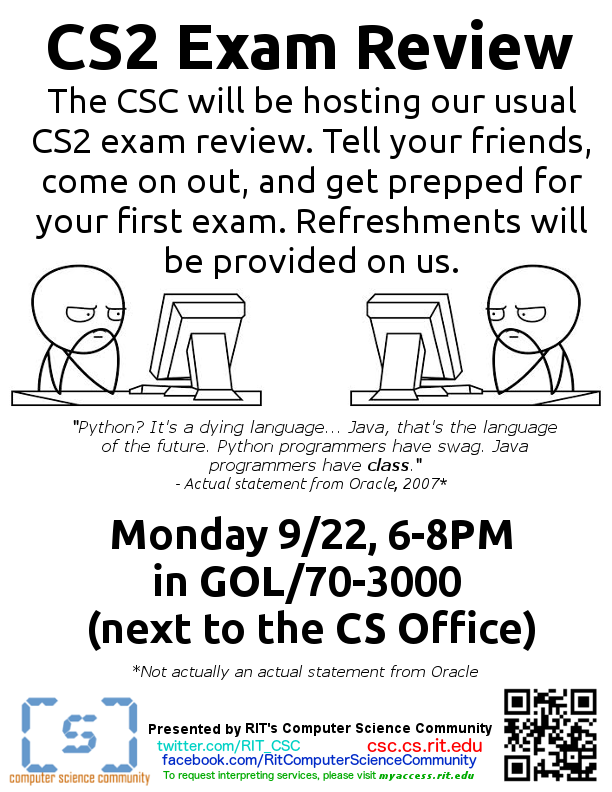 CS2 Exam Review
The CSC will be hosting our usual
CS2 exam review. Tell your friends,
come on out, and get prepped for
your first exam. Refreshments will
be provided on us.
"Python? It's a dying language... Java, that's the language
of the future. Python programmers have swag. Java
programmers have class."
- Actual statement from Oracle, 2007*
Monday 9/22, 6-8PM
in GOL/70-3000
(next to the CS Office)
*Not actually an actual statement from Oracle
[s]
computer science community
Presented by RIT's Computer Science Community
twitter.com/RIT_CSC csc.cs.rit.edu
facebook.com/RitComputerScienceCommunity
To request interpreting services, please visit myaccess.rit.edu